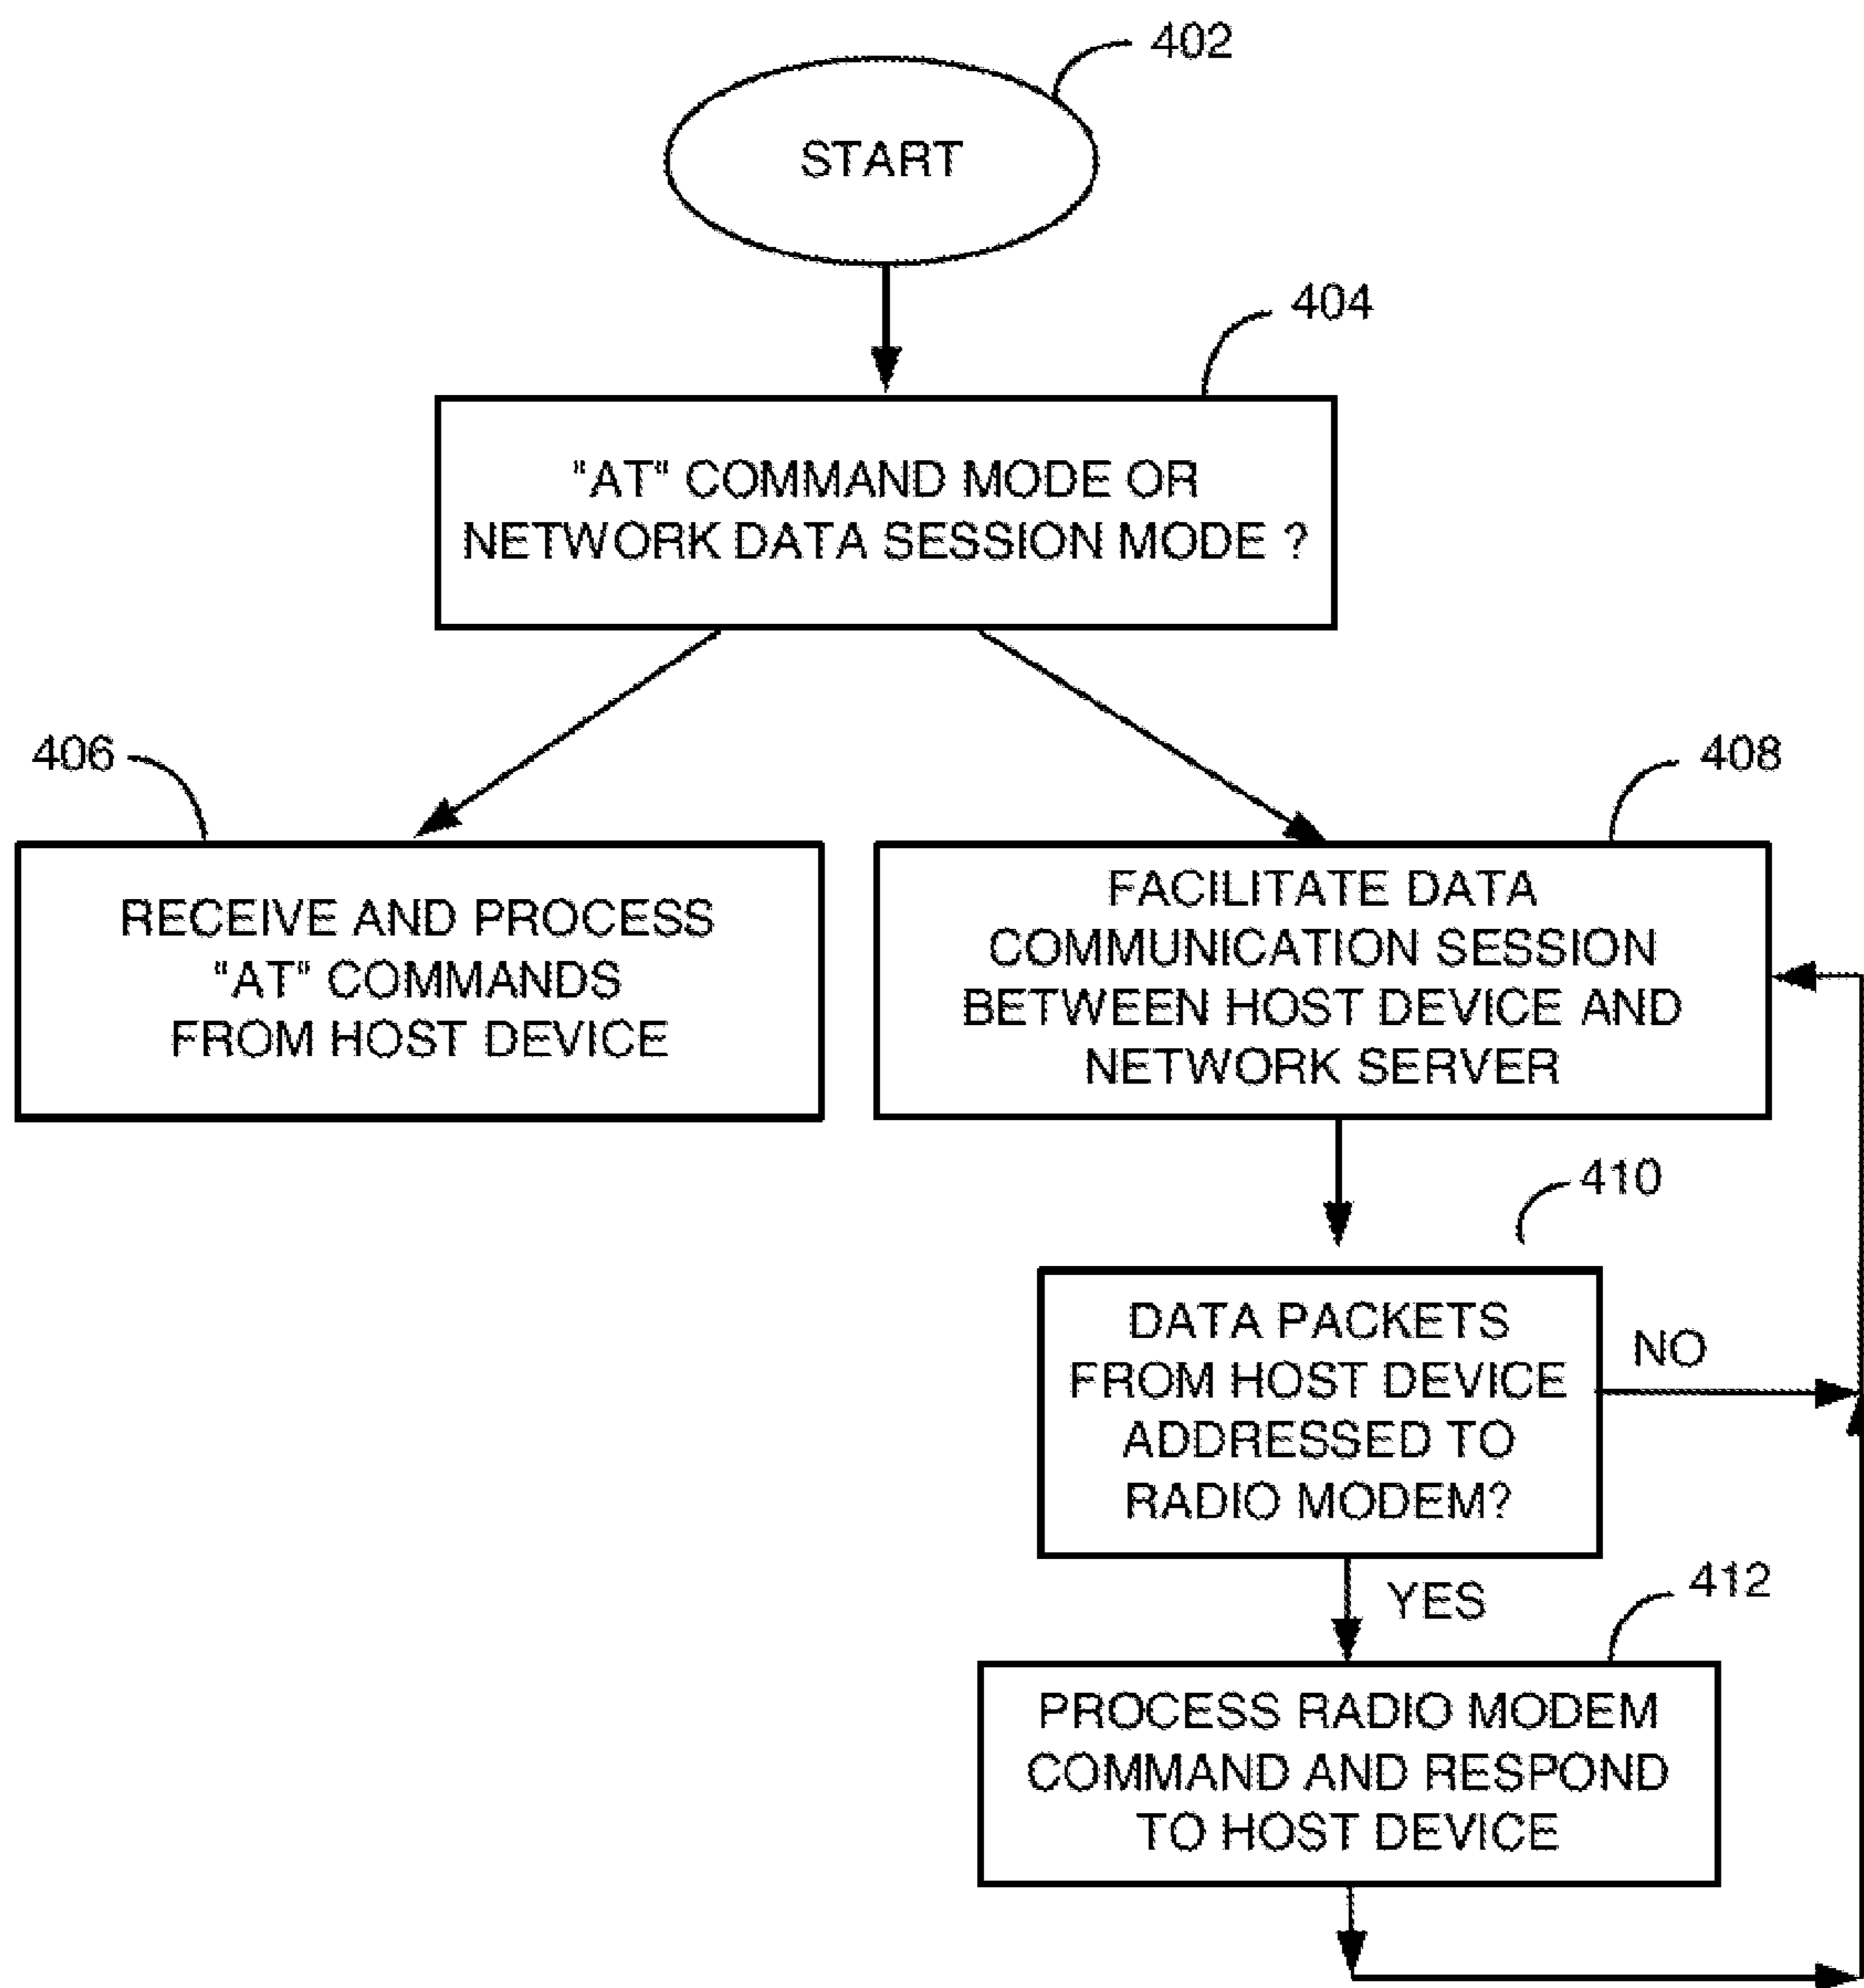 402
START
404
"AT" COMMAND MODE OR
NETWORK DATA SESSION MODE ?
406
408
RECEIVE AND PROCESS
"AT" COMMANDS
FROM HOST DEVICE
FACILITATE DATA
COMMUNICATION SESSION
BETWEEN HOST DEVICE AND
NETWORK SERVER
410
DATA PACKETS
FROM HOST DEVICE
ADDRESSED TO
RADIO MODEM?
NO
YES
412
PROCESS RADIO MODEM
COMMAND AND RESPOND
TO HOST DEVICE